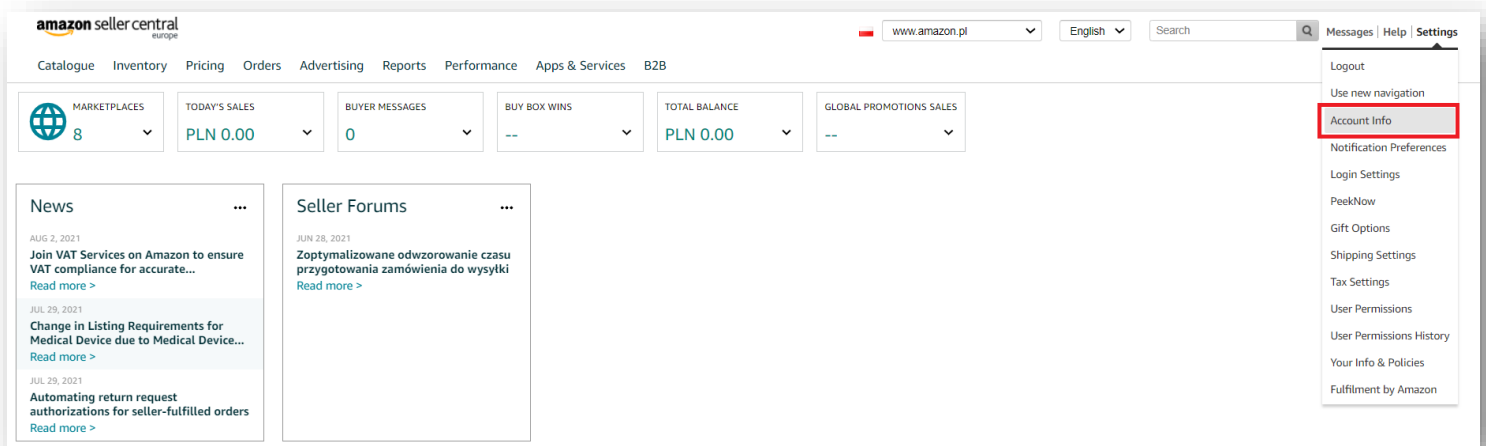 amazon seller central
europe
www.amazon.pl
English
Search
Messages | Help | Settings
Catalogue Inventory Pricing Orders Advertising Reports Performance Apps & Services B2B
MARKETPLACES
8
TODAY'S SALES
PLN 0.00
BUYER MESSAGES
0
BUY BOX WINS
--
TOTAL BALANCE
PLN 0.00
GLOBAL PROMOTIONS SALES
--
Logout
Use new navigation
Account Info
Notification Preferences
Login Settings
PeekNow
Gift Options
Shipping Settings
Tax Settings
User Permissions
User Permissions History
Your Info & Policies
Fulfilment by Amazon
News
...
AUG 2, 2021
Join VAT Services on Amazon to ensure
VAT compliance for accurate...
Read more >
JUL 29, 2021
Change in Listing Requirements for
Medical Device due to Medical Device...
Read more >
JUL 29, 2021
Automating return request
authorizations for seller-fulfilled orders
Read more >
Seller Forums
...
JUN 28, 2021
Zoptymalizowane odwzorowanie czasu
przygotowania zamówienia do wysyłki
Read more >